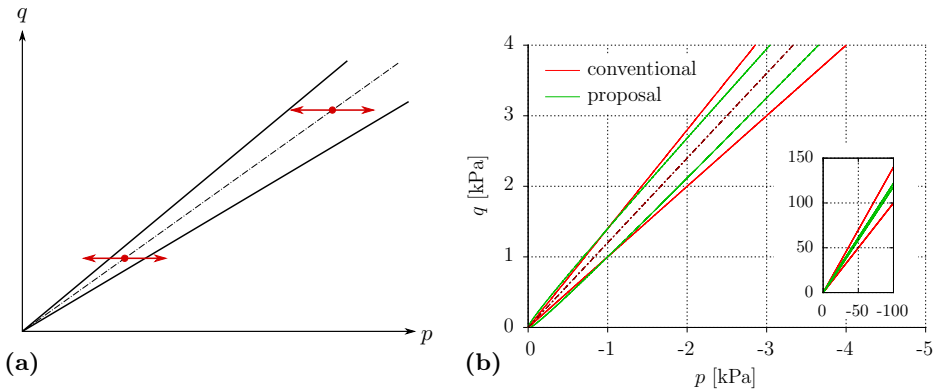 q
p
(a)
4
3
2
1
0
q [kPa]
conventional
proposal
150
100
50
0
0 -50 -100
0 -1 -2 -3 -4 -5
p [kPa]
(b)